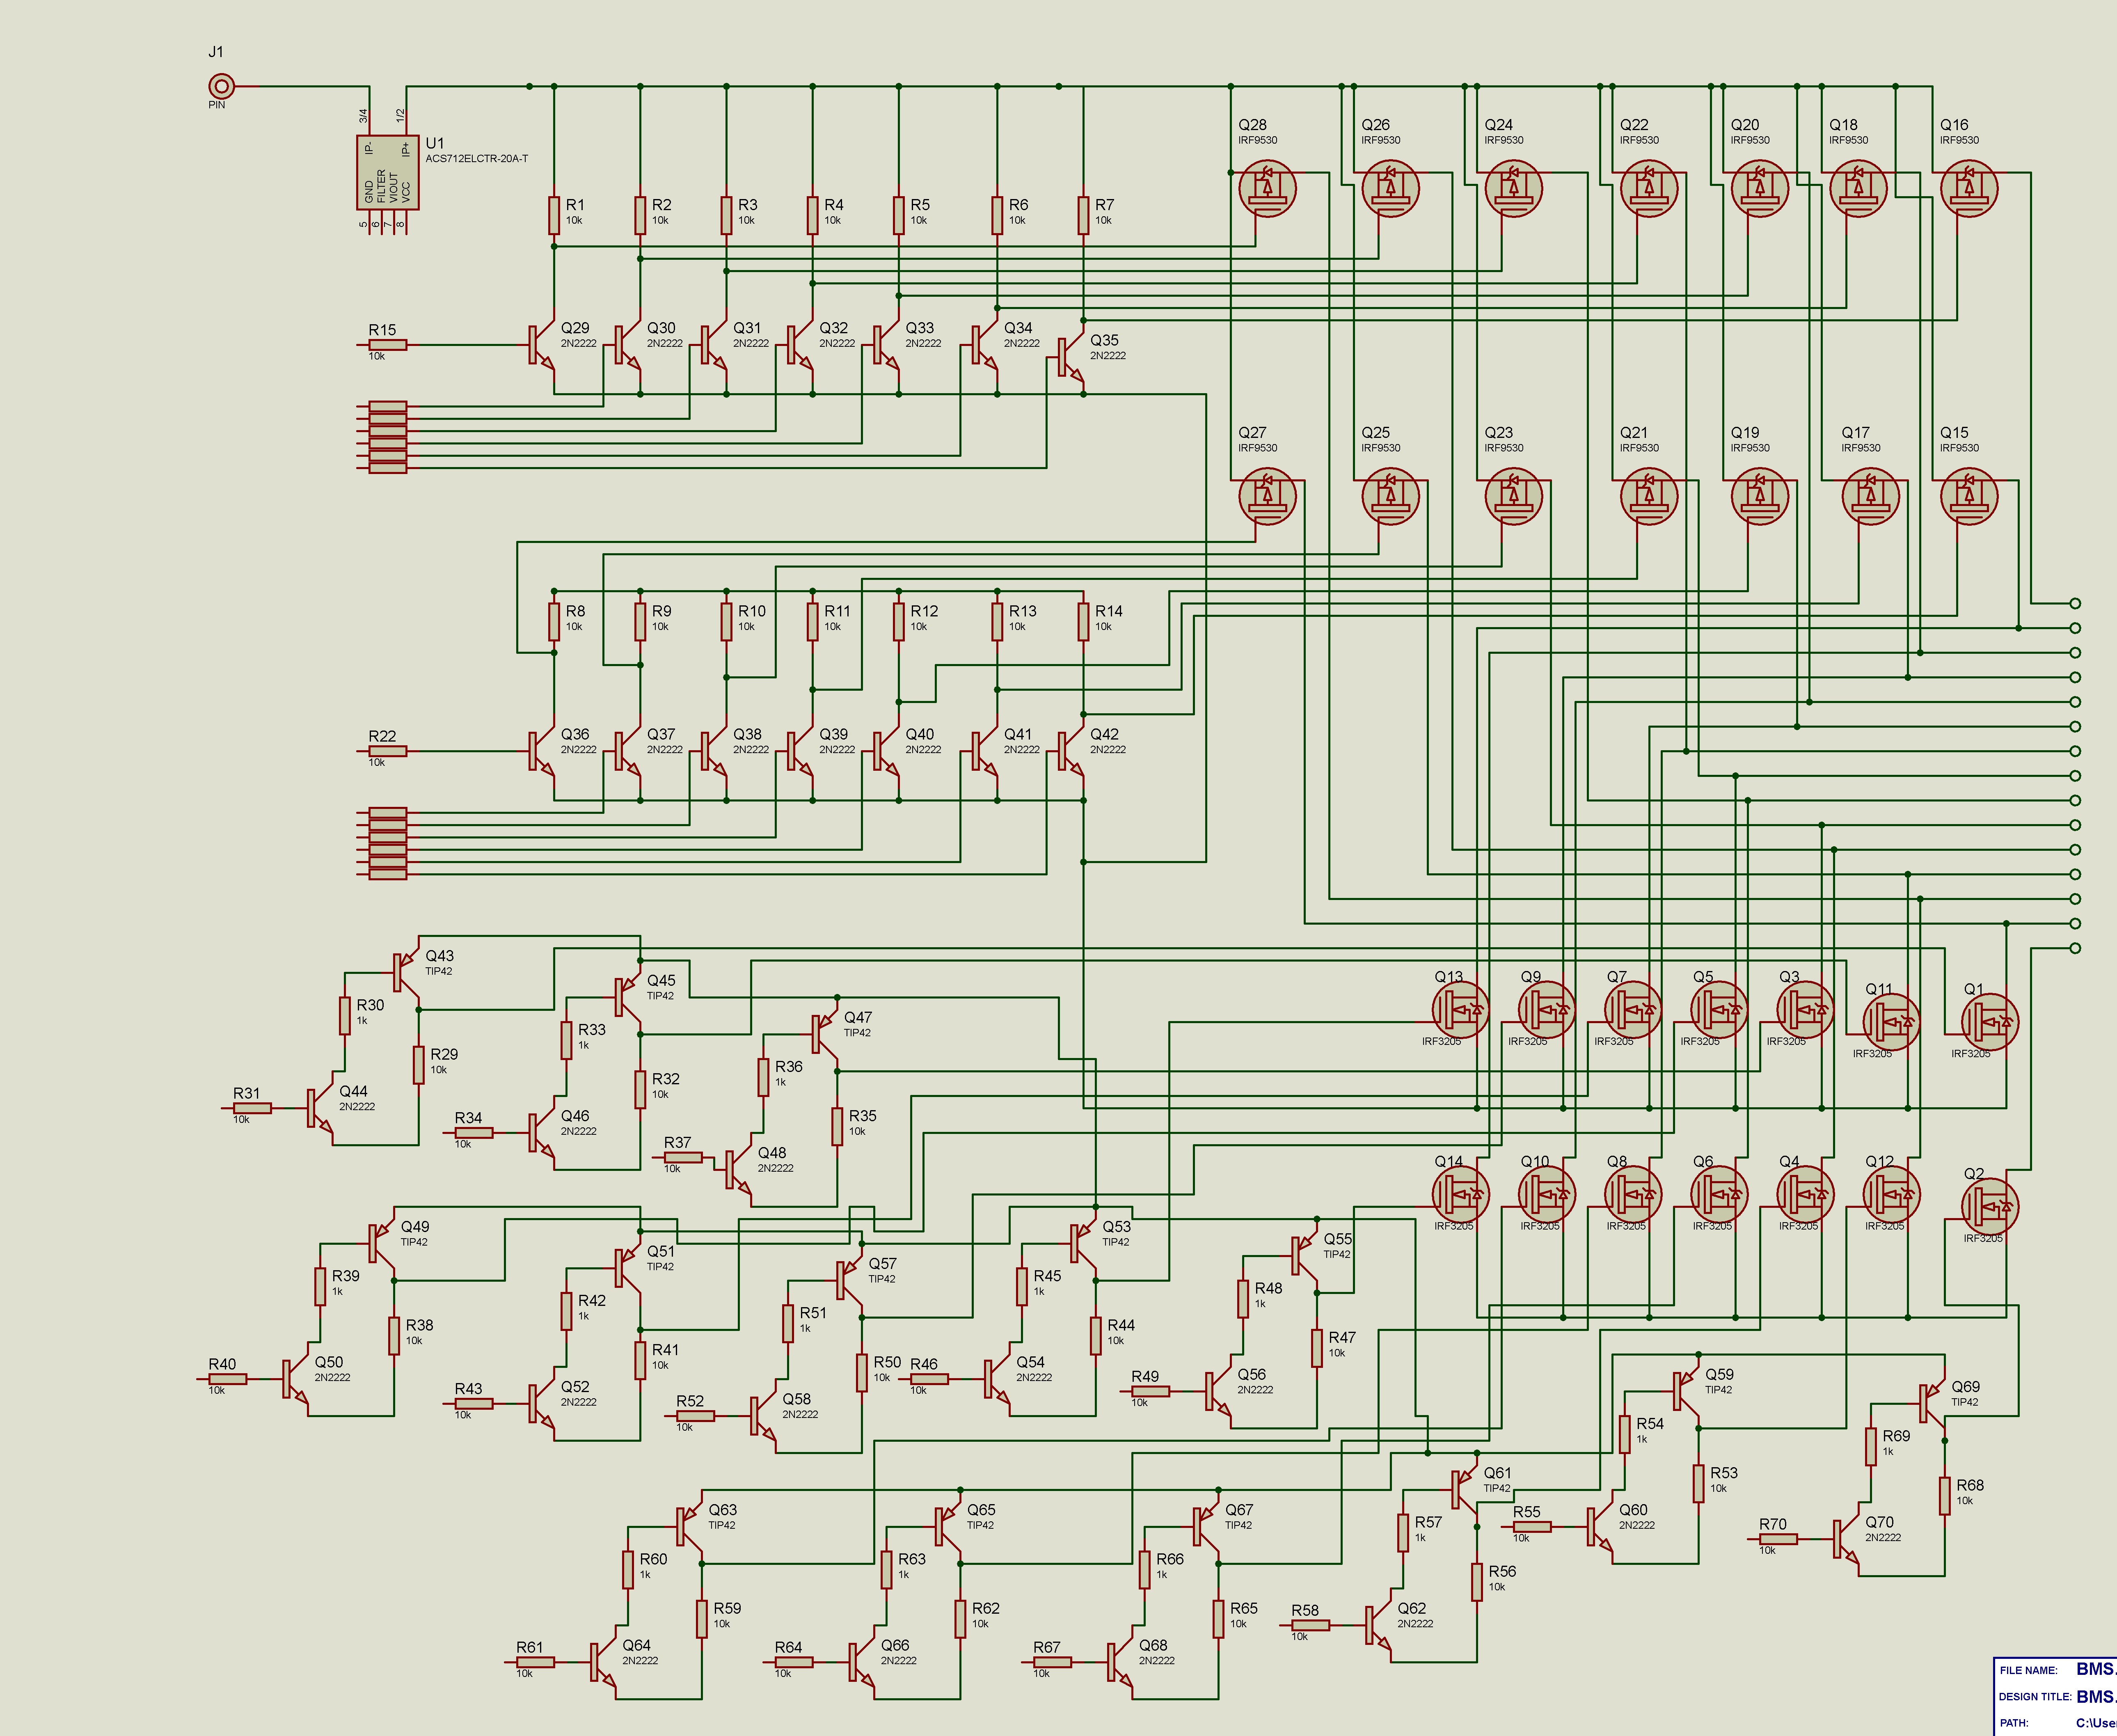 J1
PIN
3/4
1/2
IP-
IP+
GND
FILTER
VIOUT
VCC
5
6
7
8
U1
ACS712ELCTR-20A-T
Q28
IRF9530
Q26
IRF9530
Q24
IRF9530
Q22
IRF9530
Q20
IRF9530
Q18
IRF9530
Q16
IRF9530
R1
10k
R2
10k
R3
10k
R4
10k
R5
10k
R6
10k
R7
10k
R15
10k
Q29
2N2222
Q30
2N2222
Q31
2N2222
Q32
2N2222
Q33
2N2222
Q34
2N2222
Q35
2N2222
Q27
IRF9530
Q25
IRF9530
Q23
IRF9530
Q21
IRF9530
Q19
IRF9530
Q17
IRF9530
Q15
IRF9530
R8
10k
R9
10k
R10
10k
R11
10k
R12
10k
R13
10k
R14
10k
R22
10k
Q36
2N2222
Q37
2N2222
Q38
2N2222
Q39
2N2222
Q40
2N2222
Q41
2N2222
Q42
2N2222
Q43
TIP42
Q45
TIP42
Q47
TIP42
R30
1k
R29
10k
R33
1k
R32
10k
R36
1k
R35
10k
R31
10k
Q44
2N2222
R34
10k
Q46
2N2222
R37
10k
Q48
2N2222
Q13
IRF3205
Q9
IRF3205
Q7
IRF3205
Q5
IRF3205
Q3
IRF3205
Q11
IRF3205
Q1
IRF3205
Q14
IRF3205
Q10
IRF3205
Q8
IRF3205
Q6
IRF3205
Q4
IRF3205
Q12
IRF3205
Q2
IRF3205
Q49
TIP42
Q51
TIP42
Q57
TIP42
Q53
TIP42
Q55
TIP42
R39
1k
R38
10k
R42
1k
R41
10k
R51
1k
R50
10k
R45
1k
R44
10k
R48
1k
R47
10k
R40
10k
Q50
2N2222
R43
10k
Q52
2N2222
R52
10k
Q58
2N2222
R46
10k
Q54
2N2222
R49
10k
Q56
2N2222
Q59
TIP42
Q69
TIP42
R54
1k
R53
10k
R69
1k
R68
10k
R55
10k
Q60
2N2222
R70
10k
Q70
2N2222
Q63
TIP42
Q65
TIP42
Q67
TIP42
Q61
TIP42
R60
1k
R59
10k
R63
1k
R62
10k
R66
1k
R65
10k
R57
1k
R56
10k
R61
10k
Q64
2N2222
R64
10k
Q66
2N2222
R67
10k
Q68
2N2222
R58
10k
Q62
2N2222
FILE NAME: BMS.
DESIGN TITLE: BMS.
PATH: C:\User